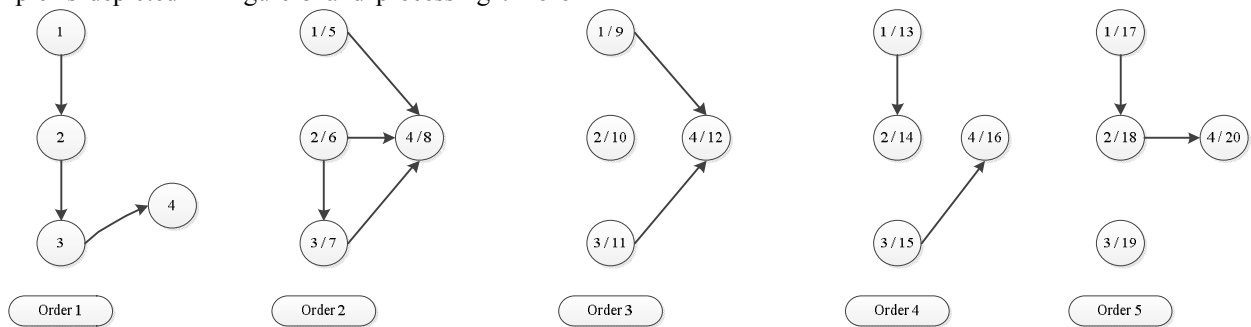 1 1/5 1/9 1/13 1/17
2 2/6 4/8 2/10 4/12 2/14 4/16 2/18 4/20
4
3 3/7 3/11 3/15 3/19
Order 1 Order 2 Order 3 Order 4 Order 5